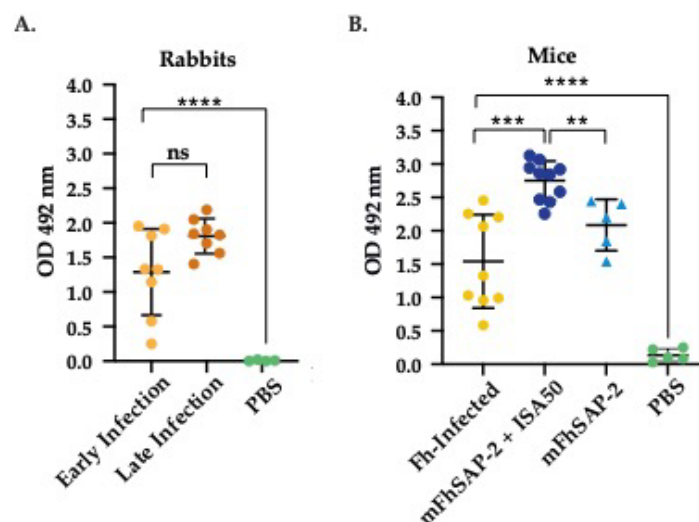 A.
Rabbits
4.0
3.5
3.0
2.5
2.0
1.5
1.0
0.5
0.0
OD 492 nm
****
ns
Early Infection
Late Infection
PBS
B.
Mice
4.0
3.5
3.0
2.5
2.0
1.5
1.0
0.5
0.0
OD 492 nm
****
***
**
Fh-Infected
mFhSAP-2 + ISA50
mFhSAP-2
PBS